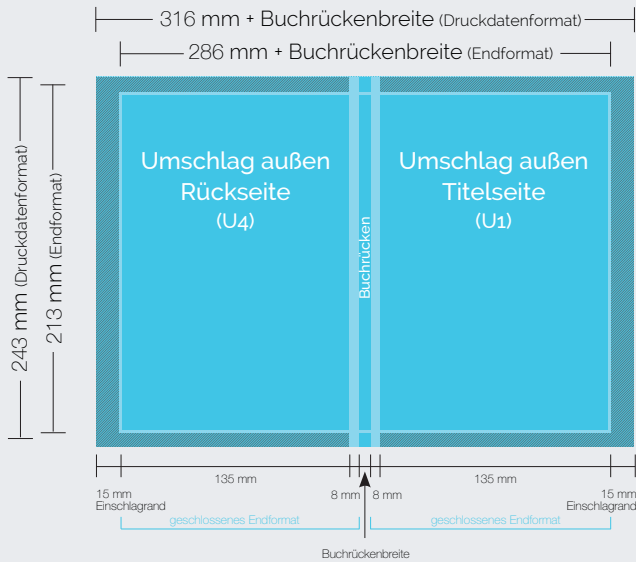 316 mm + Buchrückenbreite (Druckdatenformat)
286 mm + Buchrückenbreite (Endformat)
243 mm (Druckdatenformat)
213 mm (Endformat)
Umschlag außen
Rückseite
(U4)
Buchrücken
Umschlag außen
Titelseite
(U1)
135 mm
135 mm
15 mm
Einschlagrand
8 mm
8 mm
15 mm
Einschlagrand
geschlossenes Endformat
geschlossenes Endformat
Buchrückenbreite